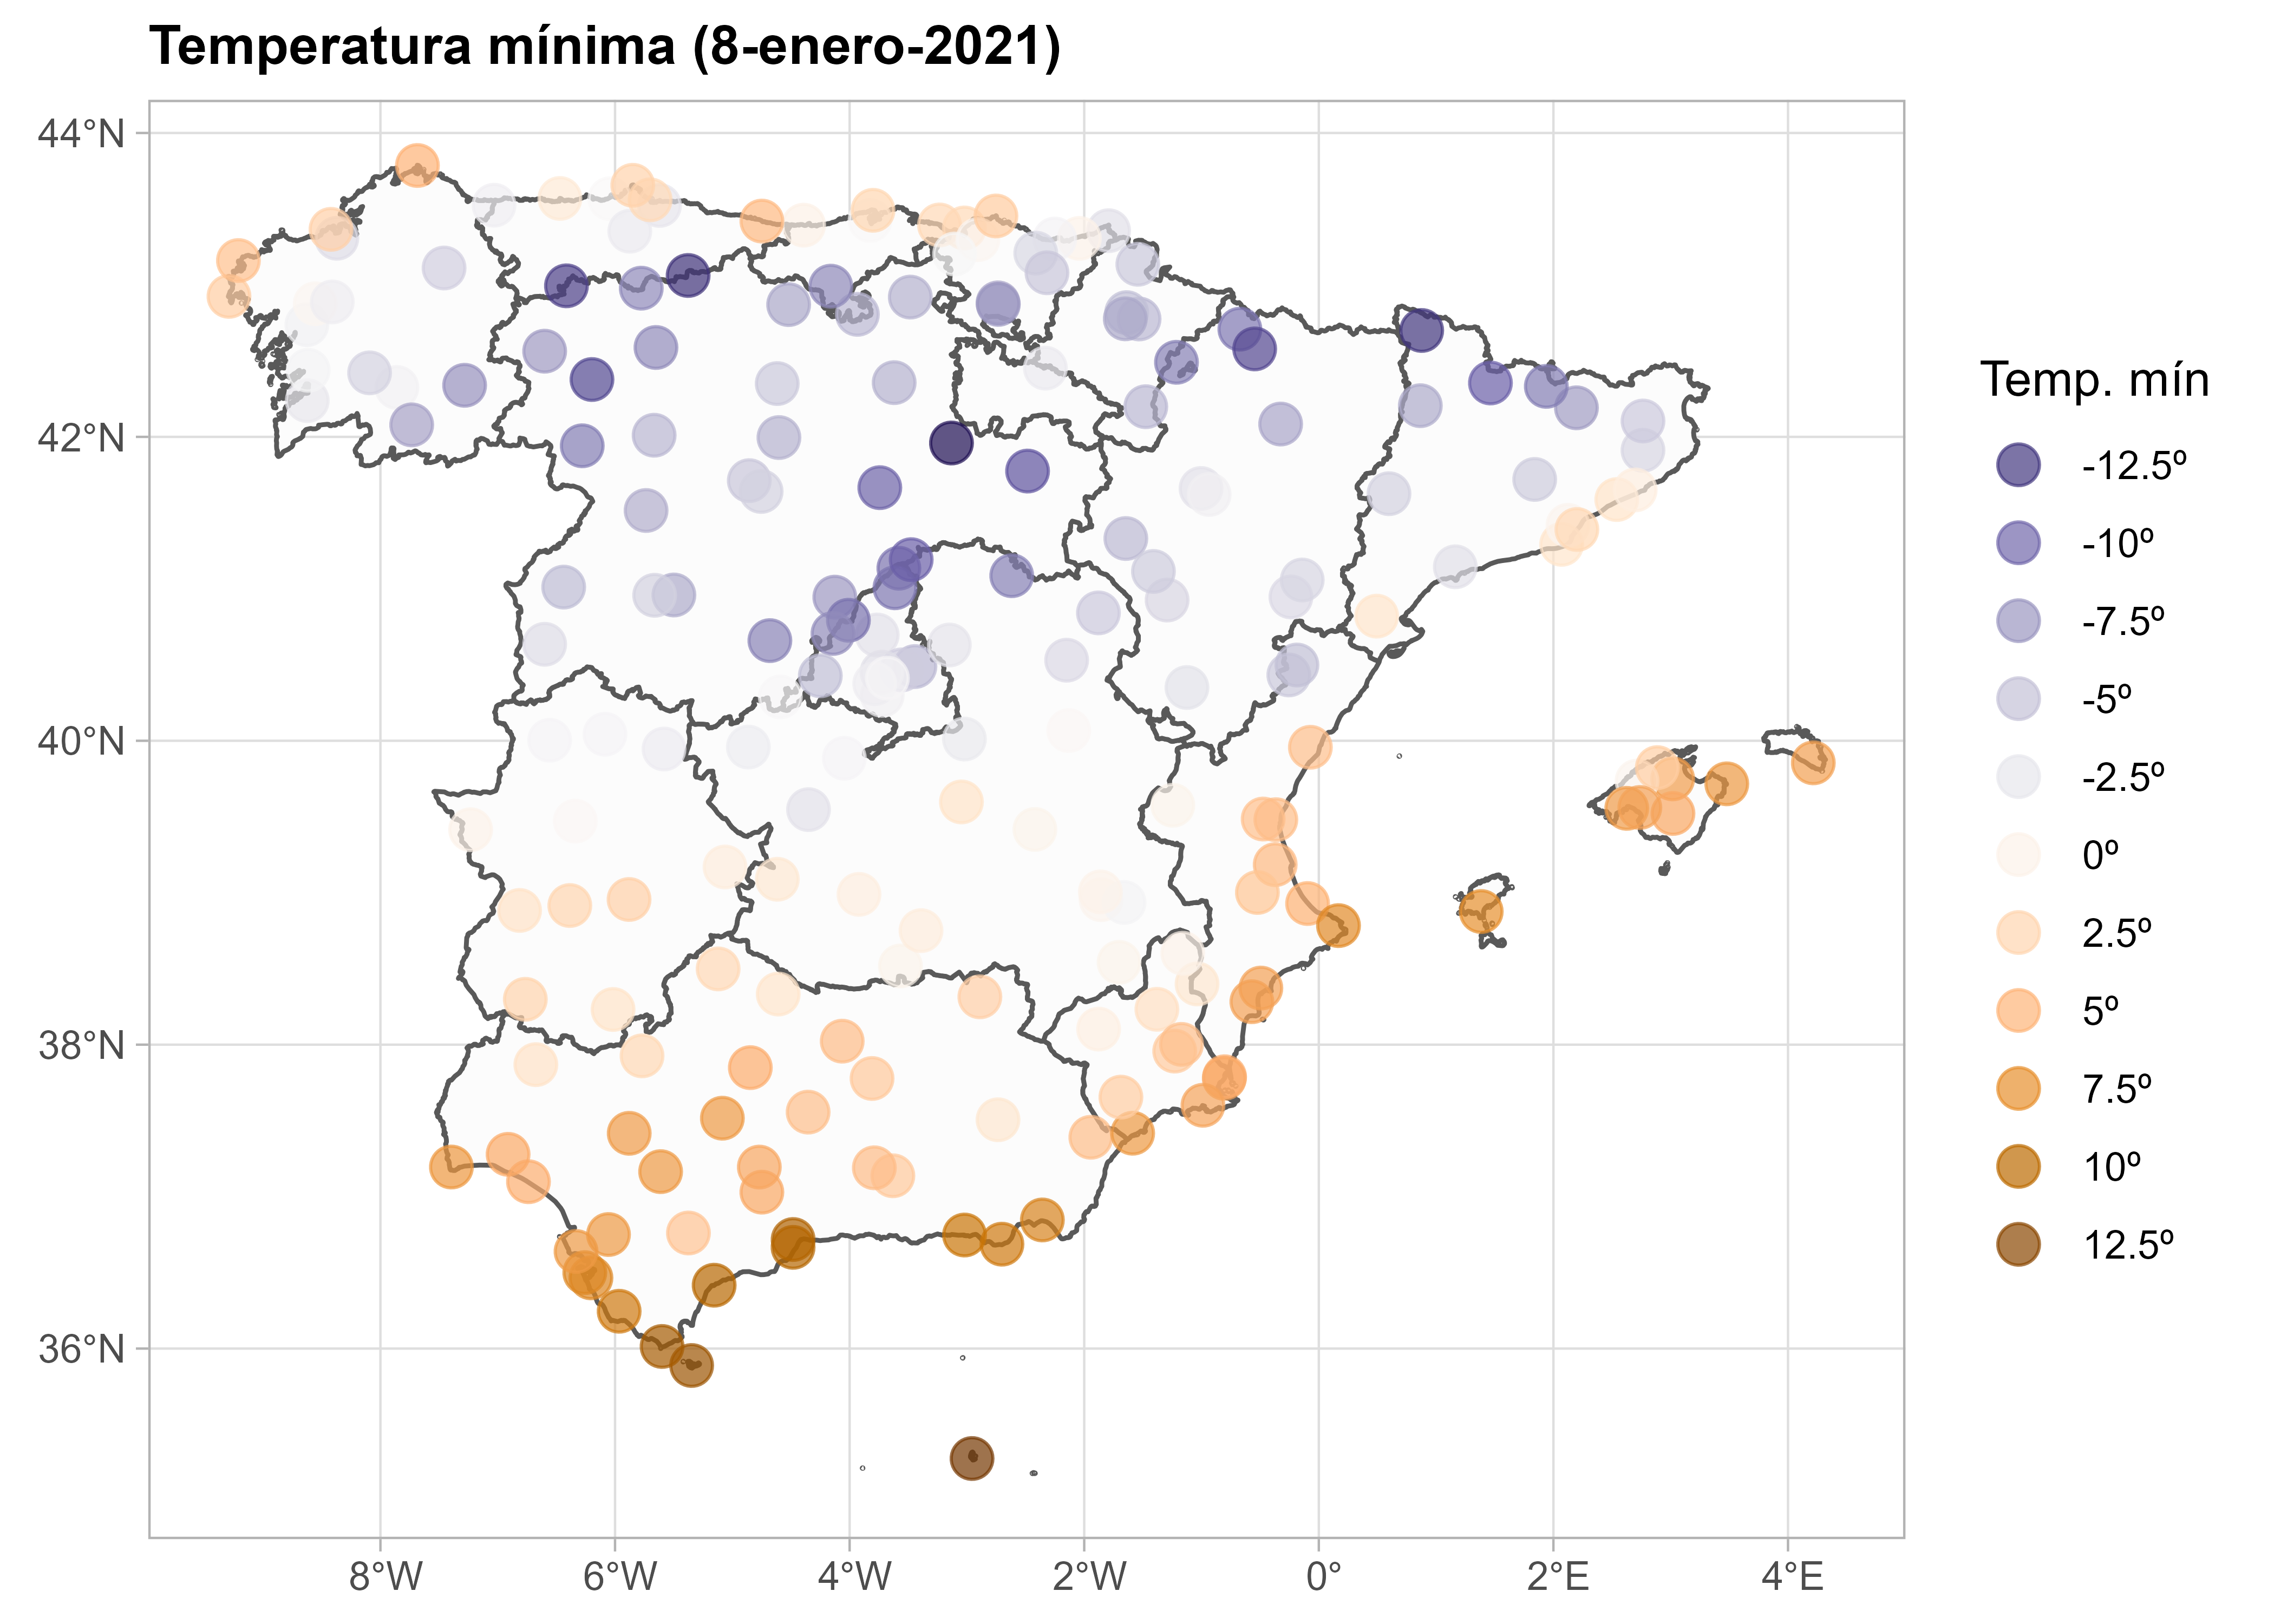 Temperatura mínima (8-enero-2021)
44°N
42°N
40°N
38°N
36°N
8°W
6°W
4°W
2°W
0°
2°E
4°E
Temp. mín
-12.5º
-10º
-7.5º
-5º
-2.5º
0º
2.5º
5º
7.5º
10º
12.5º